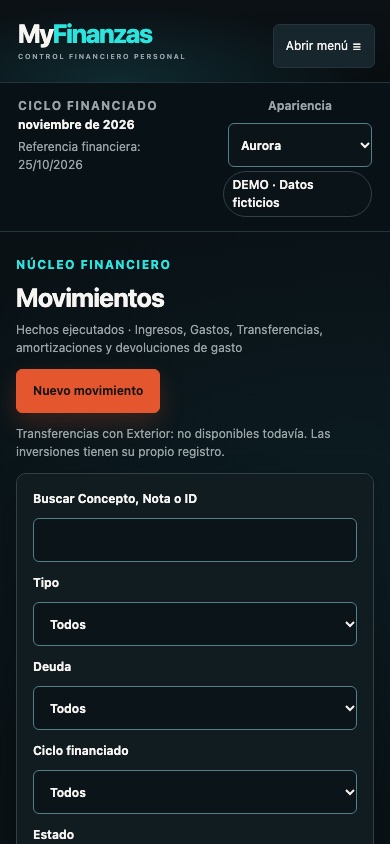 MyFinanzas
CONTROL FINANCIERO PERSONAL
Abrir menú ≡
CICLO FINANCIADO
noviembre de 2026
Referencia financiera:
25/10/2026
Apariencia
Aurora
DEMO · Datos
ficticios
NÚCLEO FINANCIERO
Movimientos
Hechos ejecutados · Ingresos, Gastos, Transferencias,
amortizaciones y devoluciones de gasto
Nuevo movimiento
Transferencias con Exterior: no disponibles todavía. Las
inversiones tienen su propio registro.
Buscar Concepto, Nota o ID
Tipo
Todos
Deuda
Todos
Ciclo financiado
Todos
Estado